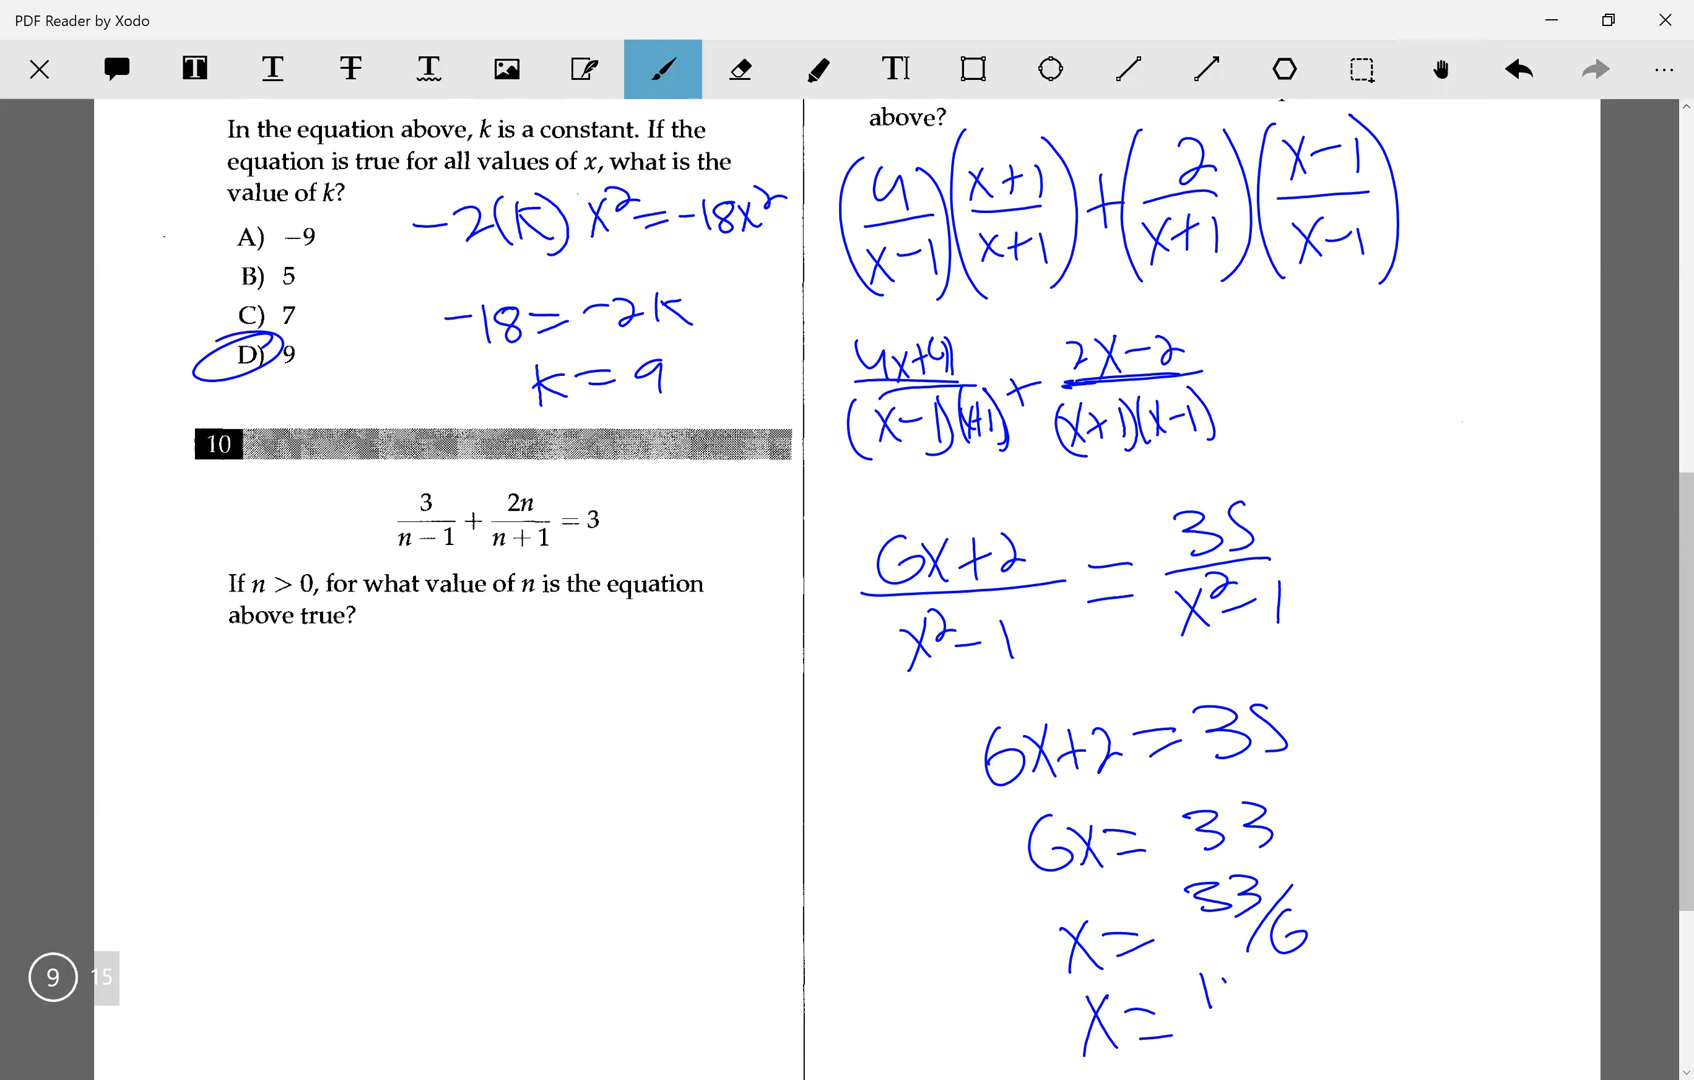 PDF Reader by Xodo
In the equation above, k is a constant. If the
equation is true for all values of x, what is the
value of k?
A) −9
B) 5
C) 7
D) 9
-2(k) x² = -18x²
-18 = -2k
k = 9
10
3/(n − 1) + 2n/(n + 1) = 3
If n > 0, for what value of n is the equation
above true?
9 15
above?
(4/(x-1)) ((x+1)/(x+1)) + (2/(x+1)) ((x-1)/(x-1))
(4x+4)/((x-1)(x+1)) + (2x-2)/((x+1)(x-1))
(6x+2)/(x²-1) = 35/(x²-1)
6x+2 = 35
6x = 33
x = 33/6
x = 1